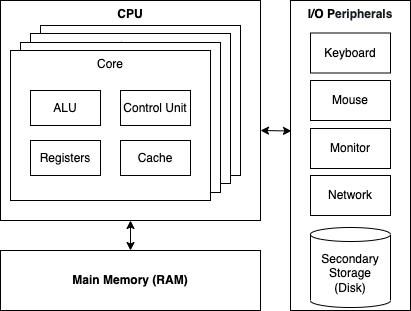 CPU
Core
ALU
Control Unit
Registers
Cache
Main Memory (RAM)
I/O Peripherals
Keyboard
Mouse
Monitor
Network
Secondary
Storage
(Disk)